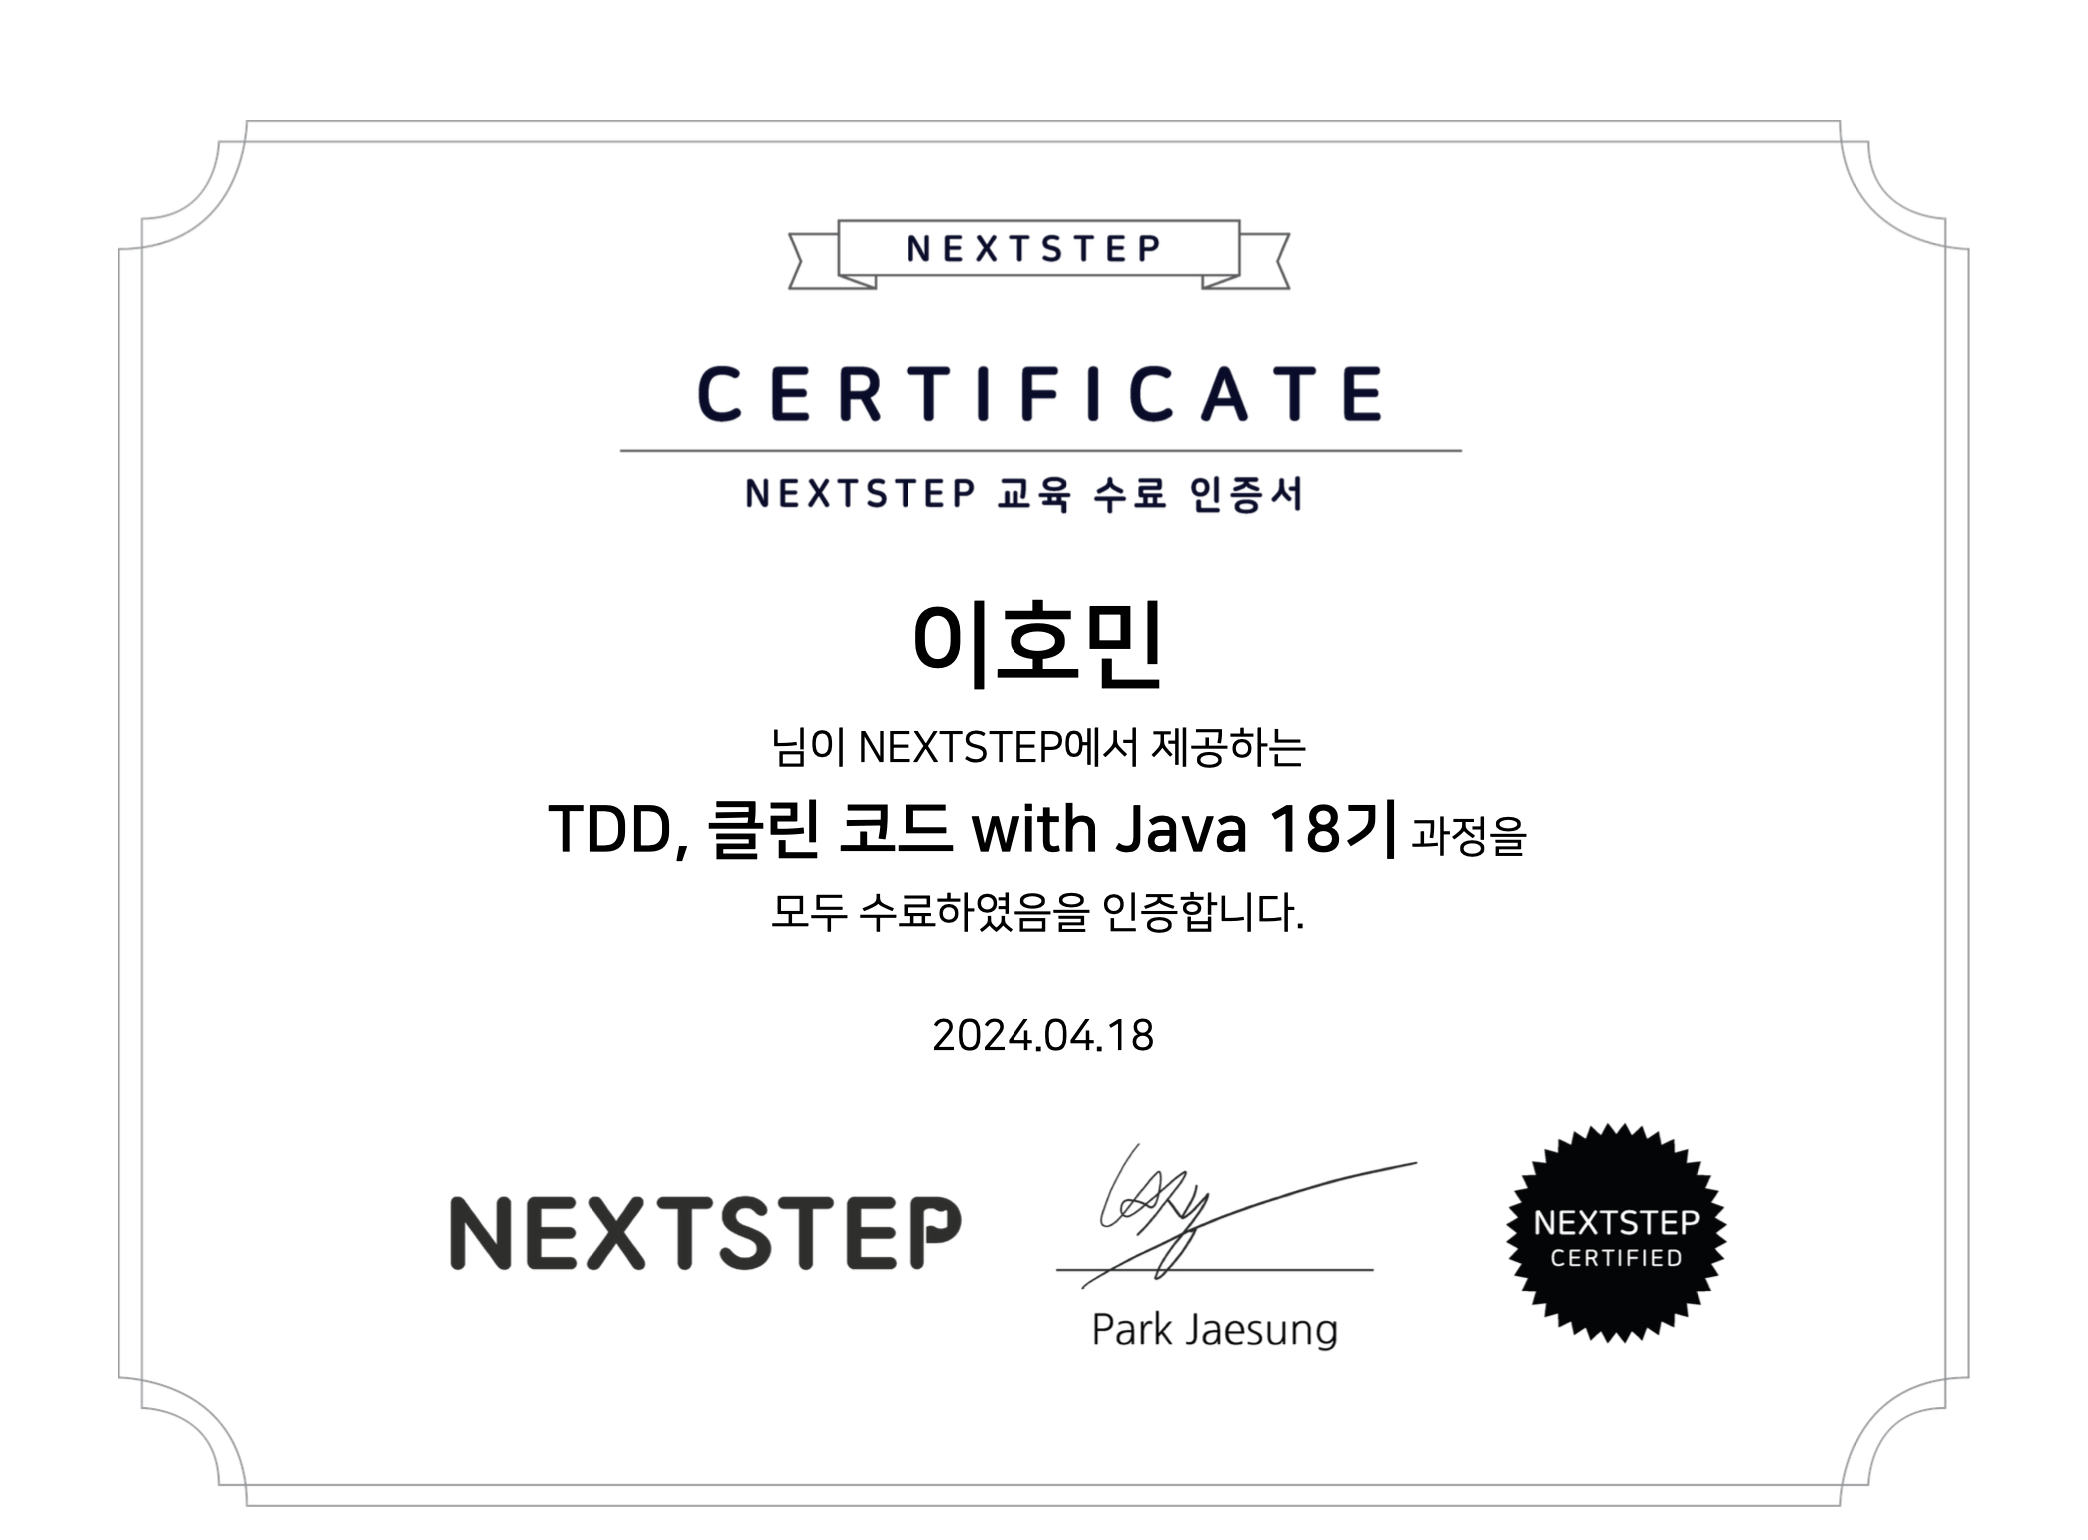 NEXTSTEP
CERTIFICATE
NEXTSTEP 교육 수료 인증서
이호민
님이 NEXTSTEP에서 제공하는
TDD, 클린 코드 with Java 18기 과정을
모두 수료하였음을 인증합니다.
2024.04.18
NEXTSTEP
Park Jaesung
NEXTSTEP
CERTIFIED